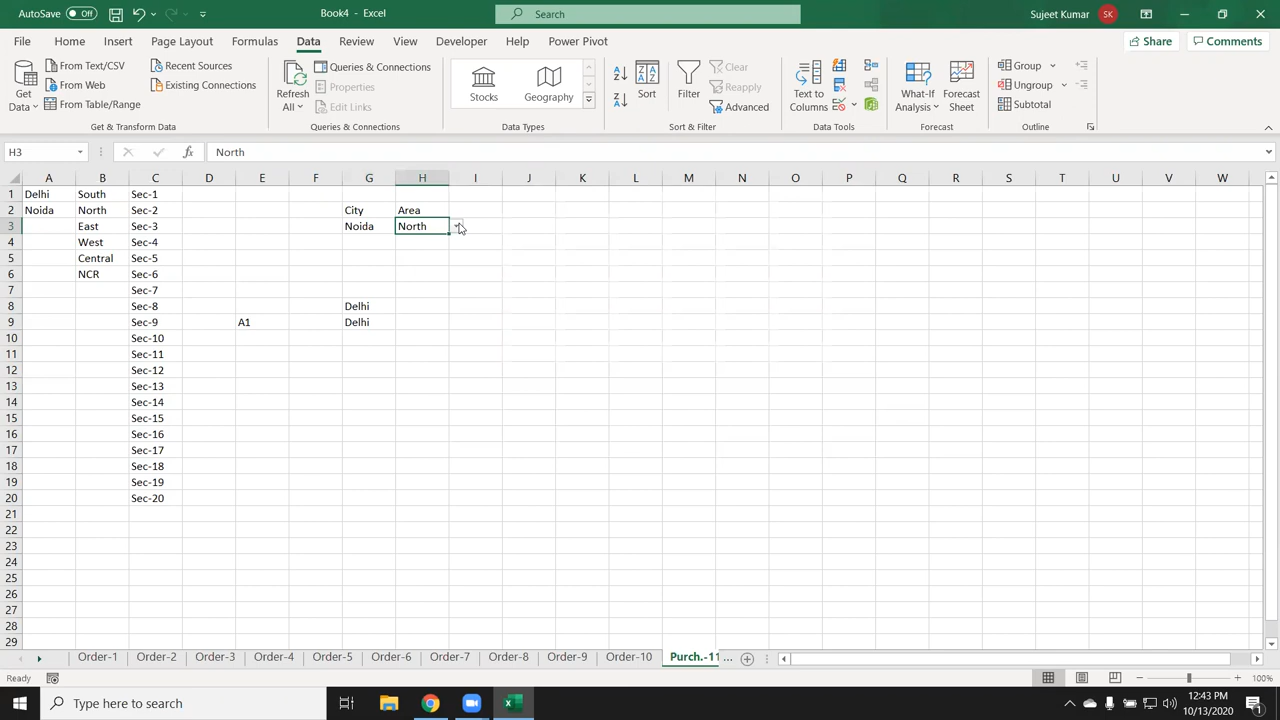 AutoSave Off Book4 - Excel Search Sujeet Kumar SK
File Home Insert Page Layout Formulas Data Review View Developer Help Power Pivot Share Comments
Get Data From Text/CSV From Web From Table/Range Recent Sources Existing Connections
Refresh All Queries & Connections Properties Edit Links
Stocks Geography
Sort Filter Clear Reapply Advanced
Text to Columns
What-If Analysis Forecast Sheet
Group Ungroup Subtotal
Get & Transform Data Queries & Connections Data Types Sort & Filter Data Tools Forecast Outline
H3 fx North
A B C D E F G H I J K L M N O P Q R S T U V W
1 Delhi South Sec-1
2 Noida North Sec-2 City Area
3 East Sec-3 Noida North
4 West Sec-4
5 Central Sec-5
6 NCR Sec-6
7 Sec-7
8 Sec-8 Delhi
9 Sec-9 A1 Delhi
10 Sec-10
11 Sec-11
12 Sec-12
13 Sec-13
14 Sec-14
15 Sec-15
16 Sec-16
17 Sec-17
18 Sec-18
19 Sec-19
20 Sec-20
21
22
23
24
25
26
27
28
29
Order-1 Order-2 Order-3 Order-4 Order-5 Order-6 Order-7 Order-8 Order-9 Order-10 Purch.-11 ...
100%
Type here to search
12:43 PM
10/13/2020